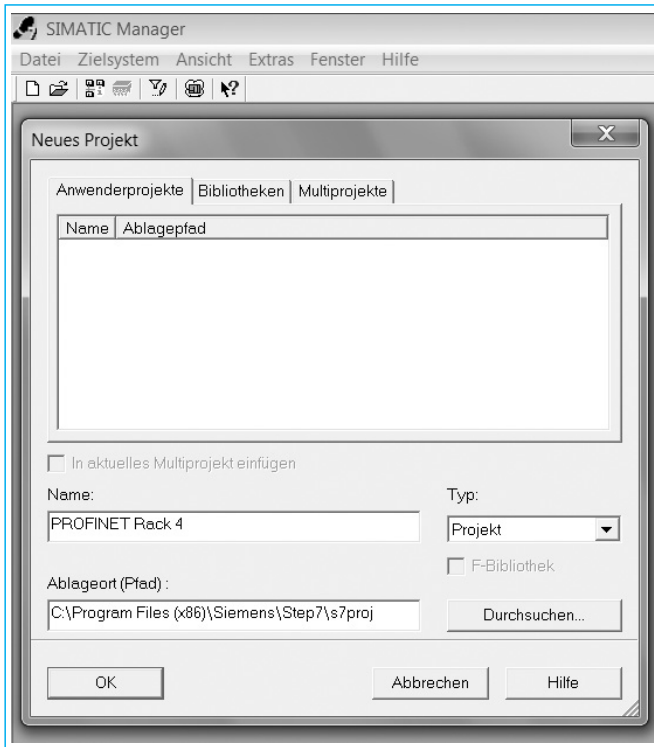 SIMATIC Manager
Datei Zielsystem Ansicht Extras Fenster Hilfe
Neues Projekt
Anwenderprojekte Bibliotheken Multiprojekte
Name Ablagepfad
In aktuelles Multiprojekt einfügen
Name: Typ:
PROFINET Rack 4 Projekt
F-Bibliothek
Ablageort (Pfad) :
C:\Program Files (x86)\Siemens\Step7\s7proj Durchsuchen...
OK Abbrechen Hilfe